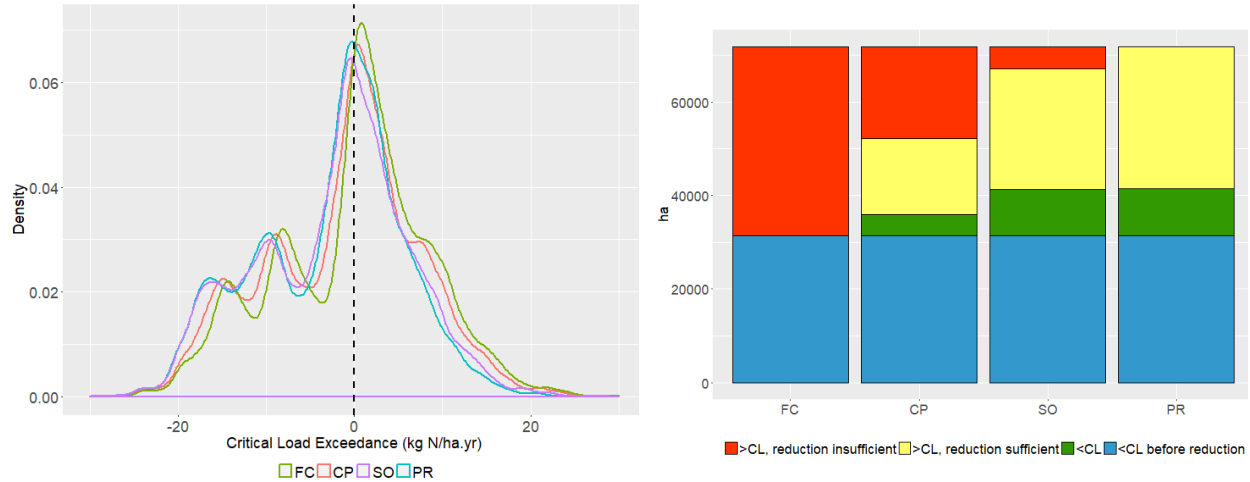 0.06
0.04
0.02
0.00
Density
-20
0
20
Critical Load Exceedance (kg N/ha.yr)
FC CP SO PR
60000
40000
20000
0
ha
FC CP SO PR
>CL, reduction insufficient >CL, reduction sufficient <CL <CL before reduction